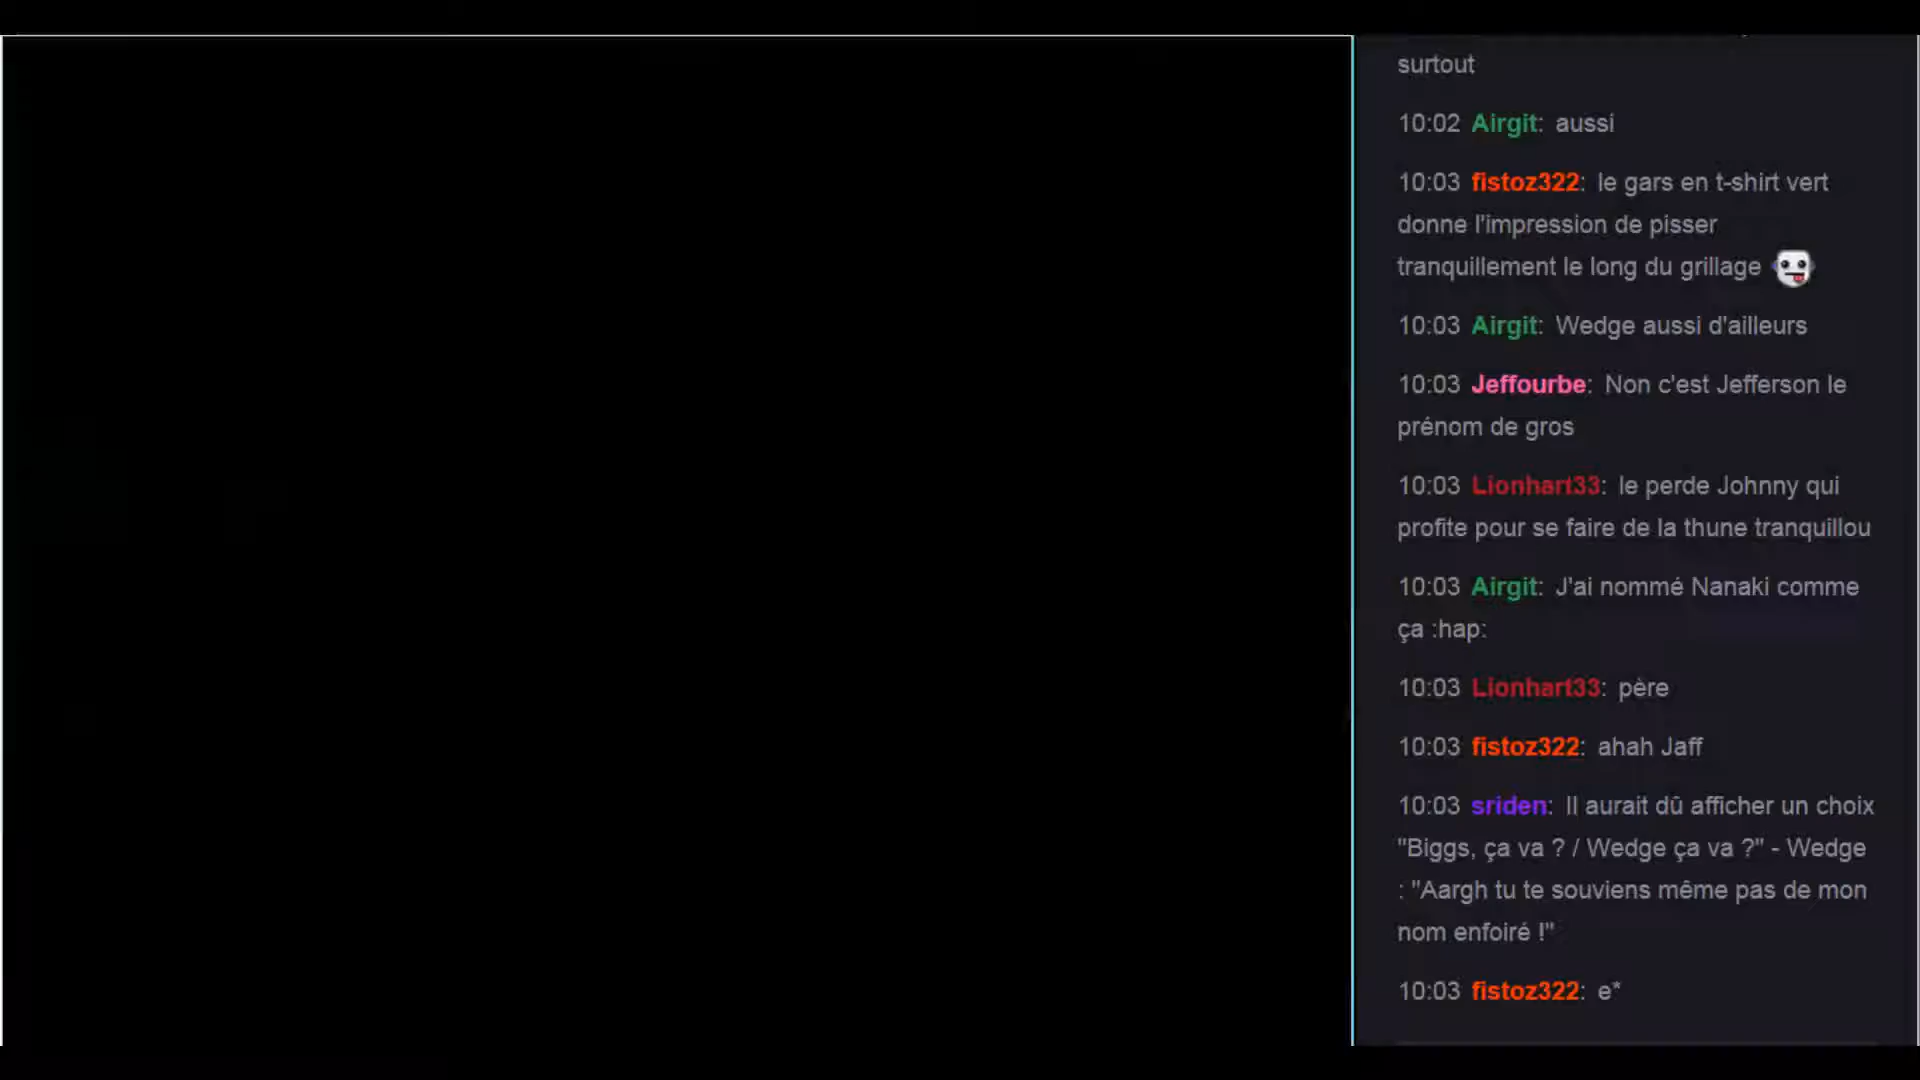 surtout
10:02 Airgit: aussi
10:03 fistoz322: le gars en t-shirt vert
donne l'impression de pisser
tranquillement le long du grillage
10:03 Airgit: Wedge aussi d'ailleurs
10:03 Jeffourbe: Non c'est Jefferson le
prénom de gros
10:03 Lionhart33: le perde Johnny qui
profite pour se faire de la thune tranquillou
10:03 Airgit: J'ai nommé Nanaki comme
ça :hap:
10:03 Lionhart33: père
10:03 fistoz322: ahah Jaff
10:03 sriden: Il aurait dû afficher un choix
"Biggs, ça va ? / Wedge ça va ?" - Wedge
: "Aargh tu te souviens même pas de mon
nom enfoiré !"
10:03 fistoz322: e*